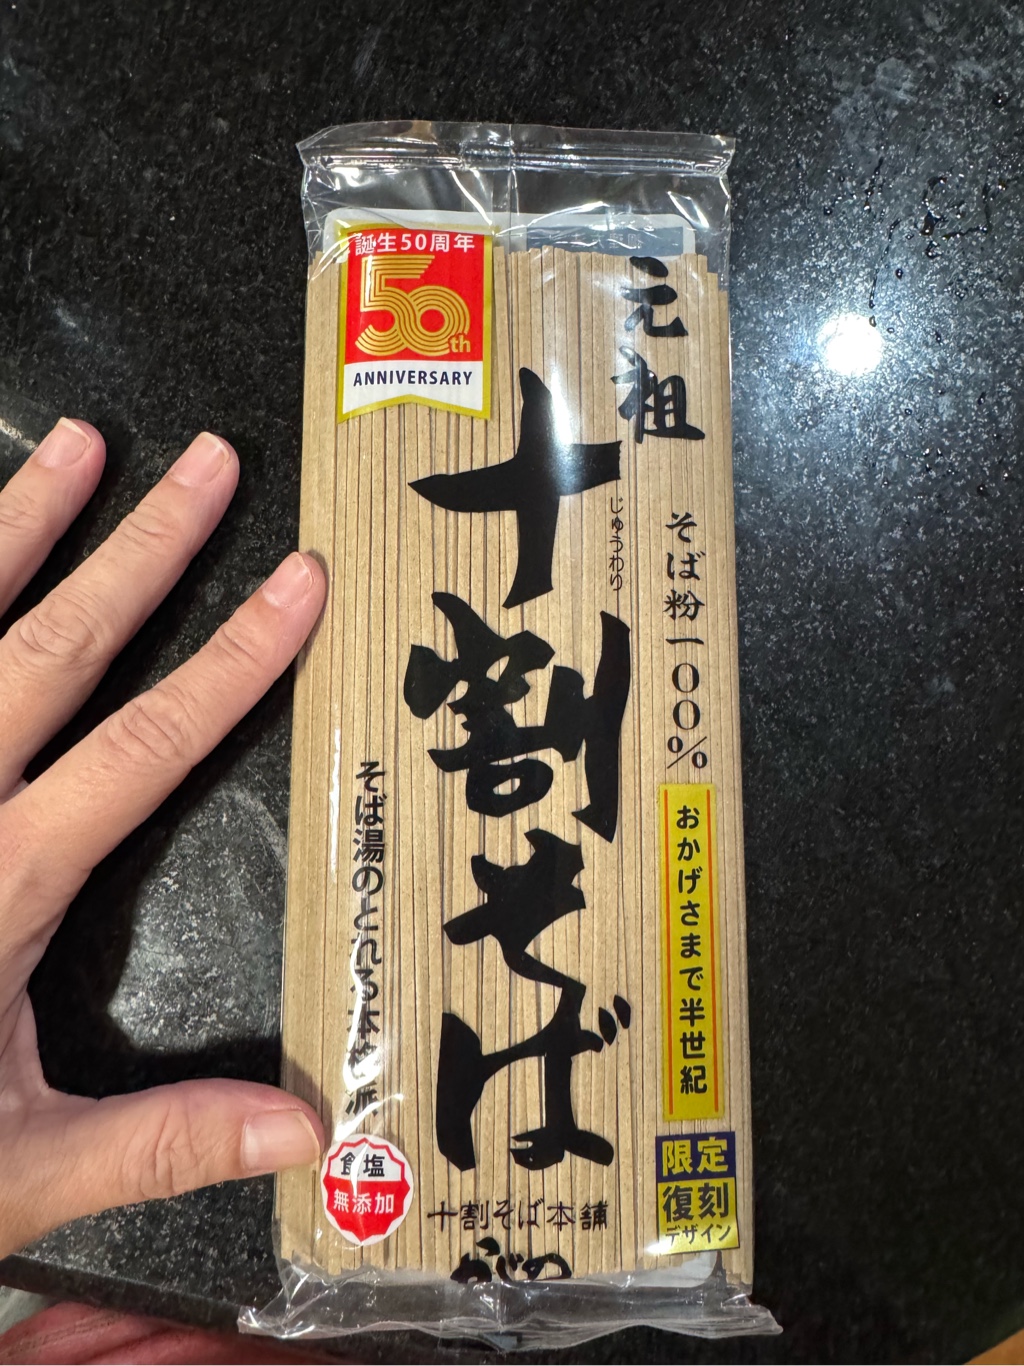 誕生50周年
50th
ANNIVERSARY
元祖
十割そば
じゅうわり
そば粉一〇〇%
おかげさまで半世紀
限定
復刻
デザイン
そば湯のとれる本格派
食塩
無添加
十割そば本舗